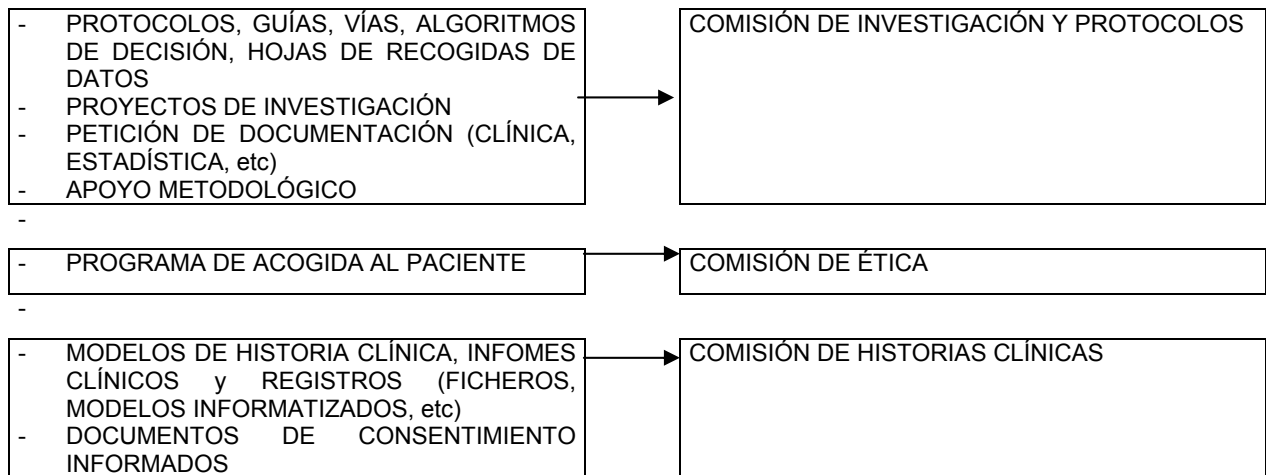 - PROTOCOLOS, GUÍAS, VÍAS, ALGORITMOS
DE DECISIÓN, HOJAS DE RECOGIDAS DE
DATOS
- PROYECTOS DE INVESTIGACIÓN
- PETICIÓN DE DOCUMENTACIÓN (CLÍNICA,
ESTADÍSTICA, etc)
- APOYO METODOLÓGICO
COMISIÓN DE INVESTIGACIÓN Y PROTOCOLOS
-
- PROGRAMA DE ACOGIDA AL PACIENTE
COMISIÓN DE ÉTICA
-
- MODELOS DE HISTORIA CLÍNICA, INFOMES
CLÍNICOS y REGISTROS (FICHEROS,
MODELOS INFORMATIZADOS, etc)
- DOCUMENTOS DE CONSENTIMIENTO
INFORMADOS
COMISIÓN DE HISTORIAS CLÍNICAS